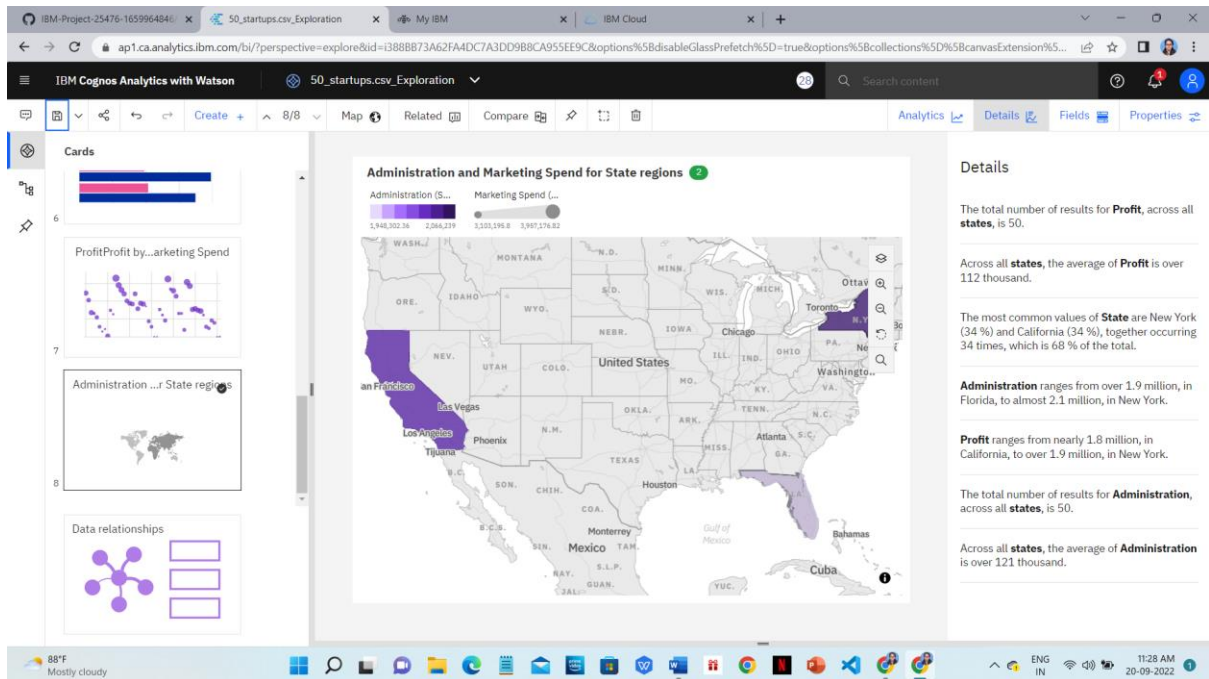 IBM-Project-25476-1659964846
50_startups.csv_Exploration
My IBM
IBM Cloud
ap1.ca.analytics.ibm.com/bi/?perspective=explore&id=i388BB73A62FA4DC7A3DD9B8CA955EE9C&options%5BdisableGlassPrefetch%5D=true&options%5Bcollections%5D%5BcanvasExtension%5...
IBM Cognos Analytics with Watson
50_startups.csv_Exploration
28
Search content
Create +
8/8
Map
Related
Compare
Analytics
Details
Fields
Properties
Cards
6
ProfitProfit by...arketing Spend
7
Administration ...r State regions
8
Data relationships
Administration and Marketing Spend for State regions 2
Administration (S...
Marketing Spend (...
1,948,302.36 2,066,239
3,103,195.8 3,987,176.82
WASH.
MONTANA
N.D.
MINN.
Ottav
ORE.
IDAHO
WYO.
S.D.
WIS.
MICH.
Toronto
N.Y.
NEBR.
IOWA
Chicago
PA.
NEV.
UTAH
COLO.
United States
ILL.
IND.
OHIO
Washington..
an Francisco
MO.
KY.
VA.
Las Vegas
OKLA.
ARK.
TENN.
N.C.
Los Angeles
Phoenix
N.M.
MISS.
Atlanta
S.C.
Tijuana
TEXAS
GA.
B.C.
LA.
SON.
CHIH.
Houston
COA.
B.C.S.
Monterrey
Gulf of
Mexico
Bahamas
SIN.
Mexico
TAM.
S.L.P.
NAY.
Cuba
GUAN.
YUC.
JAL.
Details
The total number of results for Profit, across all
states, is 50.
Across all states, the average of Profit is over
112 thousand.
The most common values of State are New York
(34 %) and California (34 %), together occurring
34 times, which is 68 % of the total.
Administration ranges from over 1.9 million, in
Florida, to almost 2.1 million, in New York.
Profit ranges from nearly 1.8 million, in
California, to over 1.9 million, in New York.
The total number of results for Administration,
across all states, is 50.
Across all states, the average of Administration
is over 121 thousand.
88°F
Mostly cloudy
ENG
IN
11:28 AM
20-09-2022
1